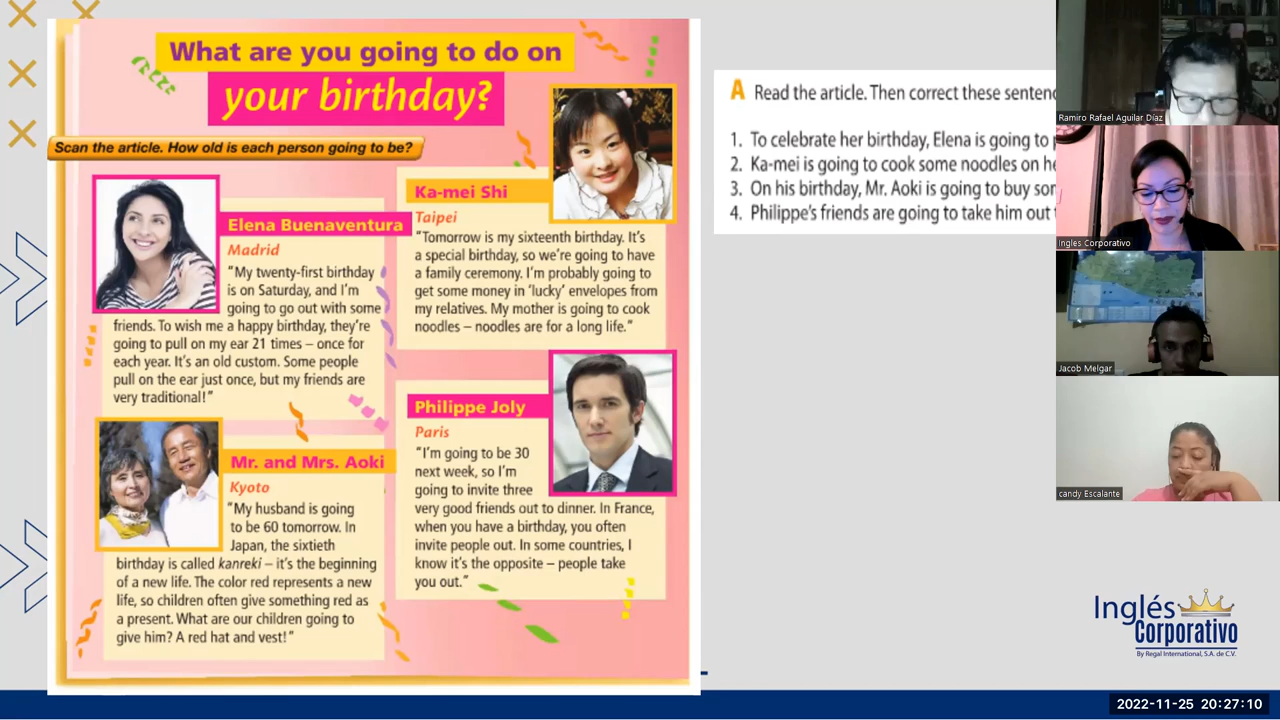 What are you going to do on
your birthday?
Scan the article. How old is each person going to be?
Elena Buenaventura
Madrid
"My twenty-first birthday
is on Saturday, and I'm
going to go out with some
friends. To wish me a happy birthday, they're
going to pull on my ear 21 times – once for
each year. It's an old custom. Some people
pull on the ear just once, but my friends are
very traditional!"
Ka-mei Shi
Taipei
"Tomorrow is my sixteenth birthday. It's
a special birthday, so we're going to have
a family ceremony. I'm probably going to
get some money in 'lucky' envelopes from
my relatives. My mother is going to cook
noodles – noodles are for a long life."
Mr. and Mrs. Aoki
Kyoto
"My husband is going
to be 60 tomorrow. In
Japan, the sixtieth
birthday is called kanreki – it's the beginning
of a new life. The color red represents a new
life, so children often give something red as
a present. What are our children going to
give him? A red hat and vest!"
Philippe Joly
Paris
"I'm going to be 30
next week, so I'm
going to invite three
very good friends out to dinner. In France,
when you have a birthday, you often
invite people out. In some countries, I
know it's the opposite – people take
you out."
A Read the article. Then correct these
1. To celebrate her birthday, Elena is going to
2. Ka-mei is going to cook some noodles on
3. On his birthday, Mr. Aoki is going to buy
4. Philippe's friends are going to take him out
Ramiro Rafael Aguilar Díaz
Inglés Corporativo
Jacob Melgar
candy Escalante
Inglés
Corporativo
By Regal International, S.A. de C.V.
2022-11-25 20:27:10